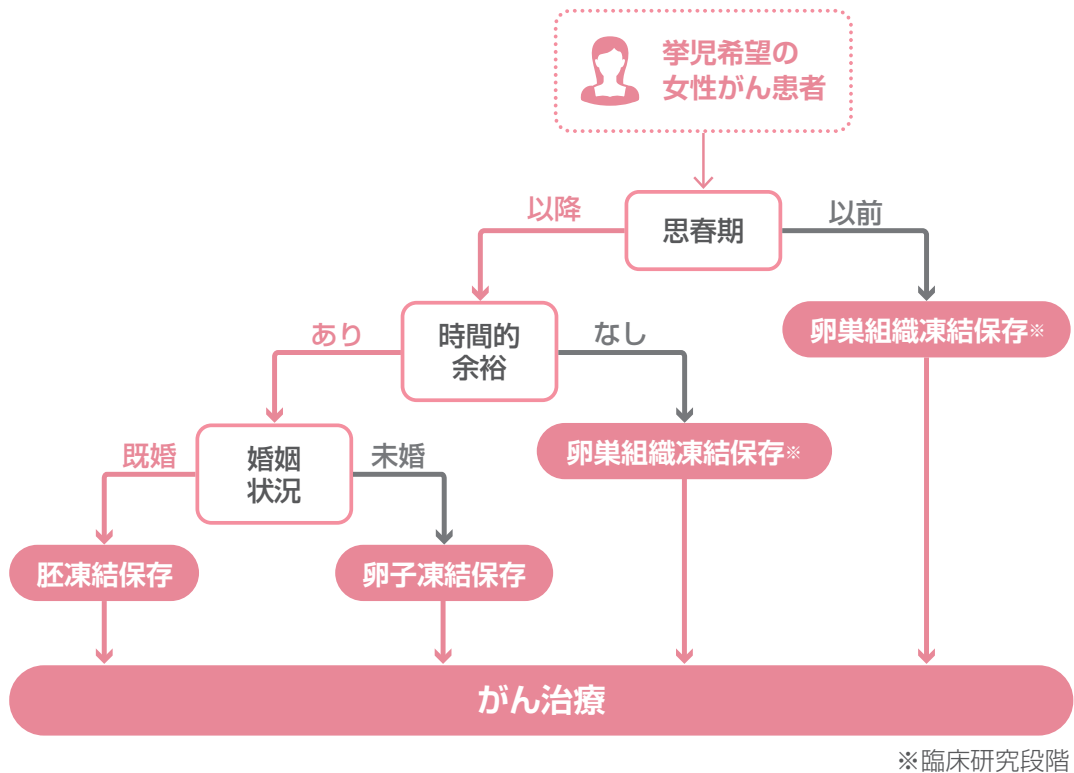 挙児希望の
女性がん患者
以降
思春期
以前
あり
時間的
余裕
なし
卵巣組織凍結保存※
既婚
婚姻
状況
未婚
卵巣組織凍結保存※
胚凍結保存
卵子凍結保存
がん治療
※臨床研究段階